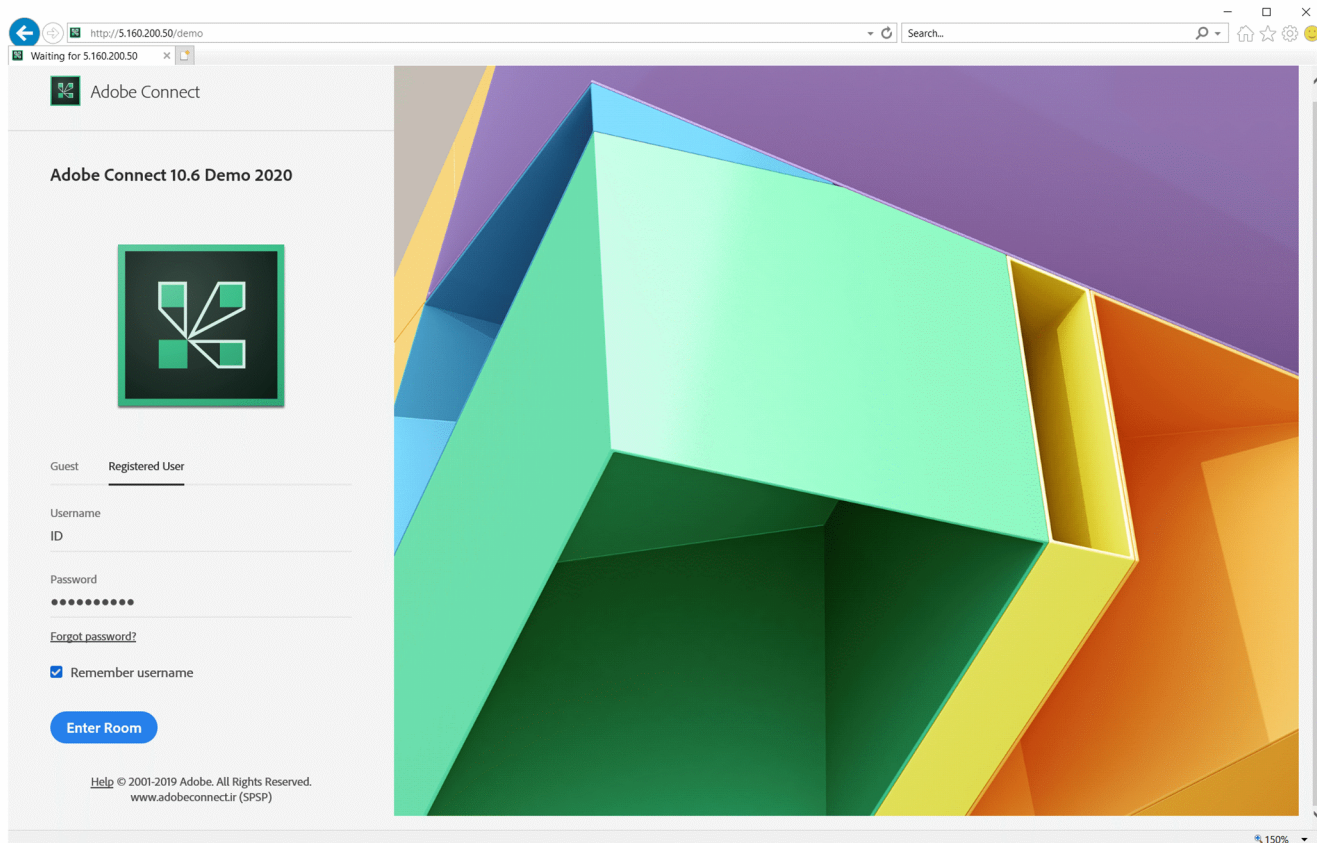 http://5.160.200.50/demo
Search...
Waiting for 5.160.200.50
Adobe Connect
Adobe Connect 10.6 Demo 2020
Guest Registered User
Username
ID
Password
Forgot password?
Remember username
Enter Room
Help © 2001-2019 Adobe. All Rights Reserved.
www.adobeconnect.ir (SPSP)
150%